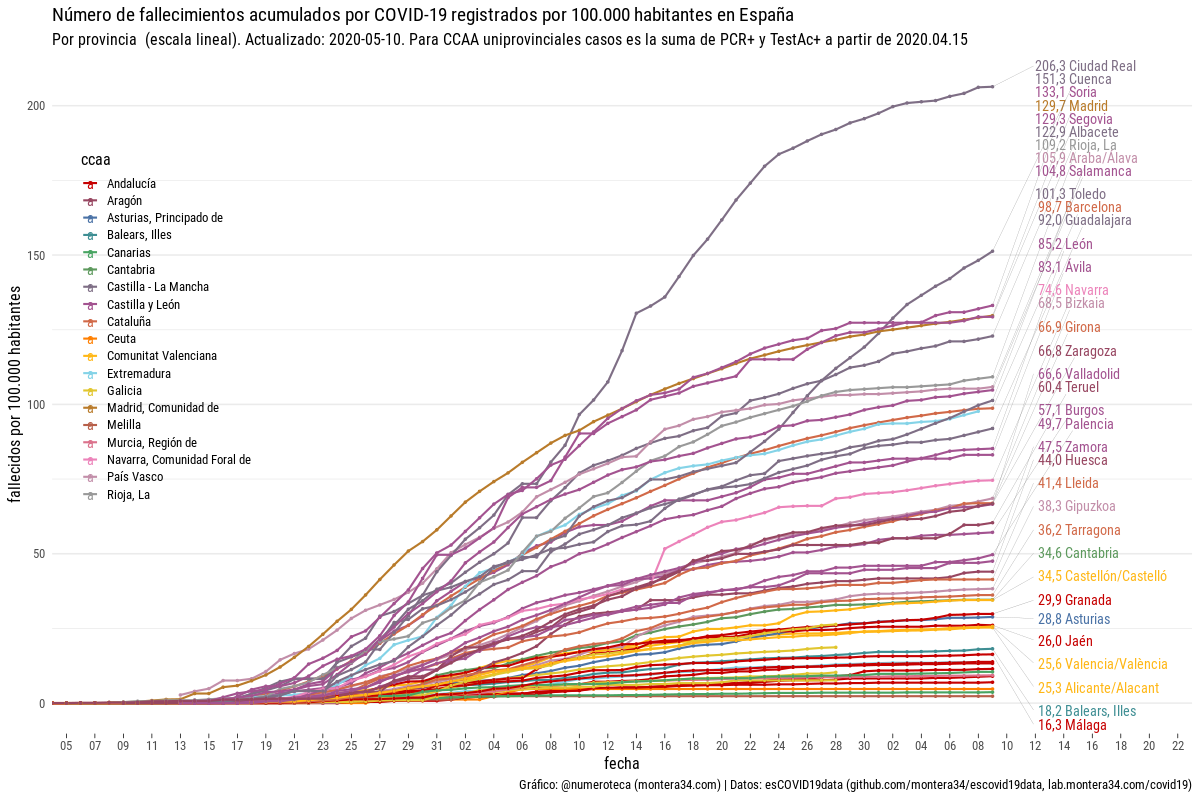 Número de fallecimientos acumulados por COVID-19 registrados por 100.000 habitantes en España
Por provincia (escala lineal). Actualizado: 2020-05-10. Para CCAA uniprovinciales casos es la suma de PCR+ y TestAc+ a partir de 2020.04.15
fallecidos por 100.000 habitantes
200
150
100
50
0
ccaa
Andalucía
Aragón
Asturias, Principado de
Balears, Illes
Canarias
Cantabria
Castilla - La Mancha
Castilla y León
Cataluña
Ceuta
Comunitat Valenciana
Extremadura
Galicia
Madrid, Comunidad de
Melilla
Murcia, Región de
Navarra, Comunidad Foral de
País Vasco
Rioja, La
206,3 Ciudad Real
151,3 Cuenca
133,1 Soria
129,7 Madrid
129,3 Segovia
122,9 Albacete
109,2 Rioja, La
105,9 Araba/Álava
104,8 Salamanca
101,3 Toledo
98,7 Barcelona
92,0 Guadalajara
85,2 León
83,1 Ávila
74,6 Navarra
68,5 Bizkaia
66,9 Girona
66,8 Zaragoza
66,6 Valladolid
60,4 Teruel
57,1 Burgos
49,7 Palencia
47,5 Zamora
44,0 Huesca
41,4 Lleida
38,3 Gipuzkoa
36,2 Tarragona
34,6 Cantabria
34,5 Castellón/Castelló
29,9 Granada
28,8 Asturias
26,0 Jaén
25,6 Valencia/València
25,3 Alicante/Alacant
18,2 Balears, Illes
16,3 Málaga
05 07 09 11 13 15 17 19 21 23 25 27 29 31 02 04 06 08 10 12 14 16 18 20 22 24 26 28 30 02 04 06 08 10 12 14 16 18 20 22
fecha
Gráfico: @numeroteca (montera34.com) | Datos: esCOVID19data (github.com/montera34/escovid19data, lab.montera34.com/covid19)